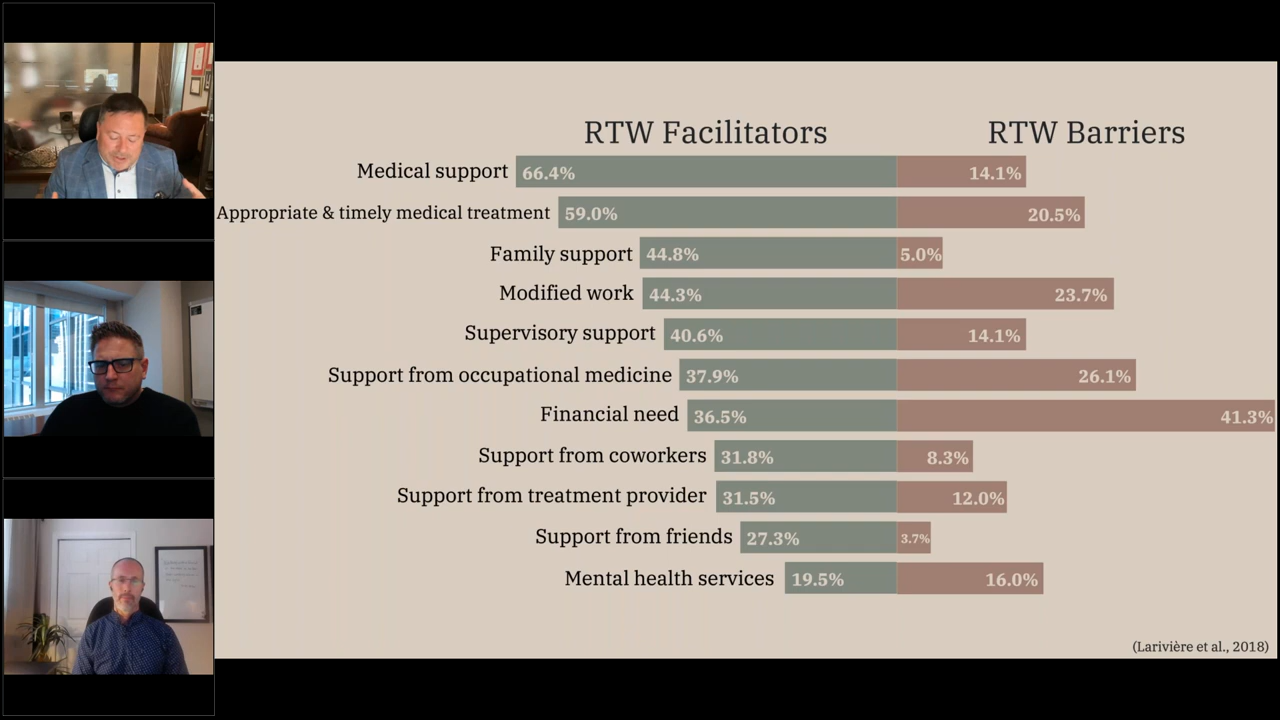 RTW Facilitators
RTW Barriers
Medical support 66.4% 14.1%
Appropriate & timely medical treatment 59.0% 20.5%
Family support 44.8% 5.0%
Modified work 44.3% 23.7%
Supervisory support 40.6% 14.1%
Support from occupational medicine 37.9% 26.1%
Financial need 36.5% 41.3%
Support from coworkers 31.8% 8.3%
Support from treatment provider 31.5% 12.0%
Support from friends 27.3% 3.7%
Mental health services 19.5% 16.0%
(Larivière et al., 2018)